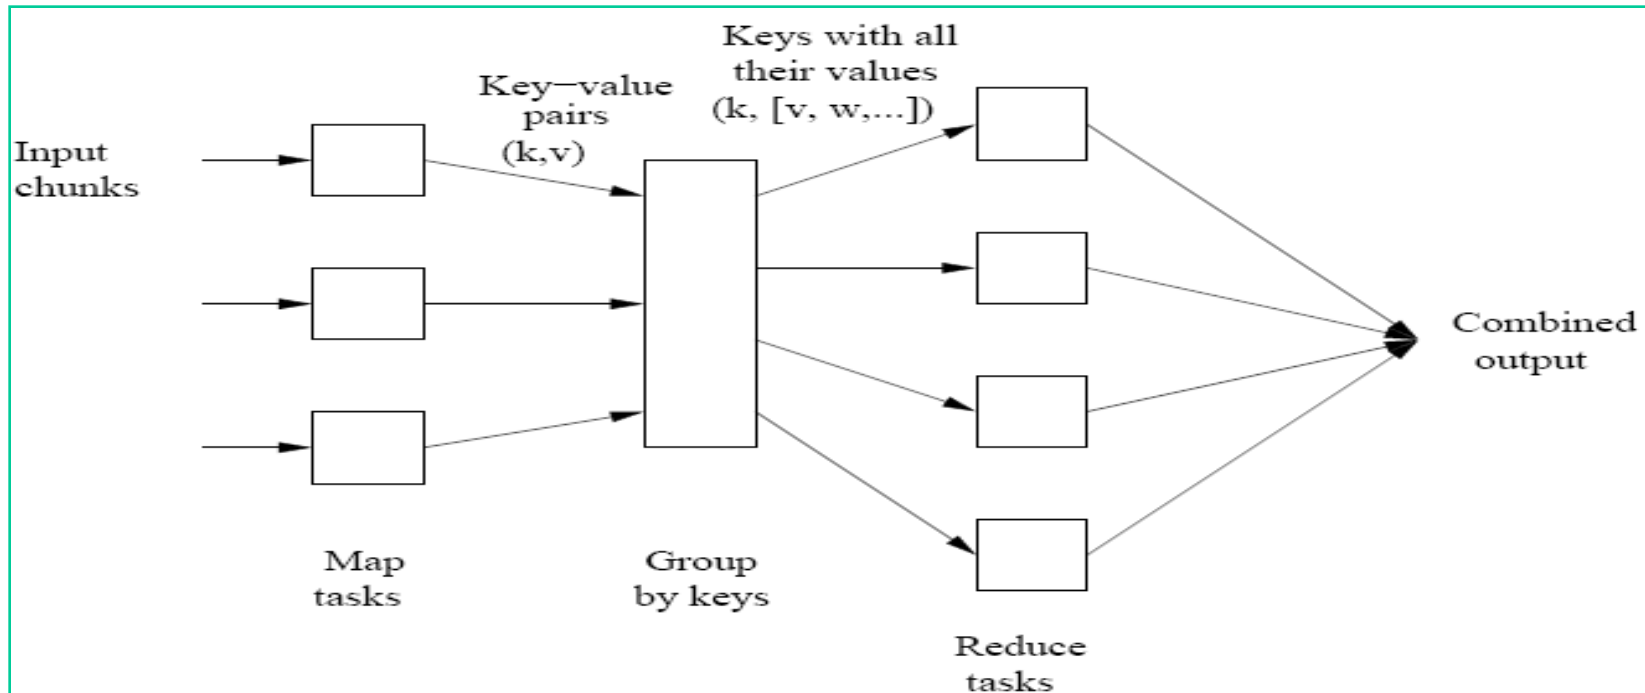 Input
chunks
Key−value
pairs
(k,v)
Keys with all
their values
(k, [v, w,...])
Combined
output
Map
tasks
Group
by keys
Reduce
tasks